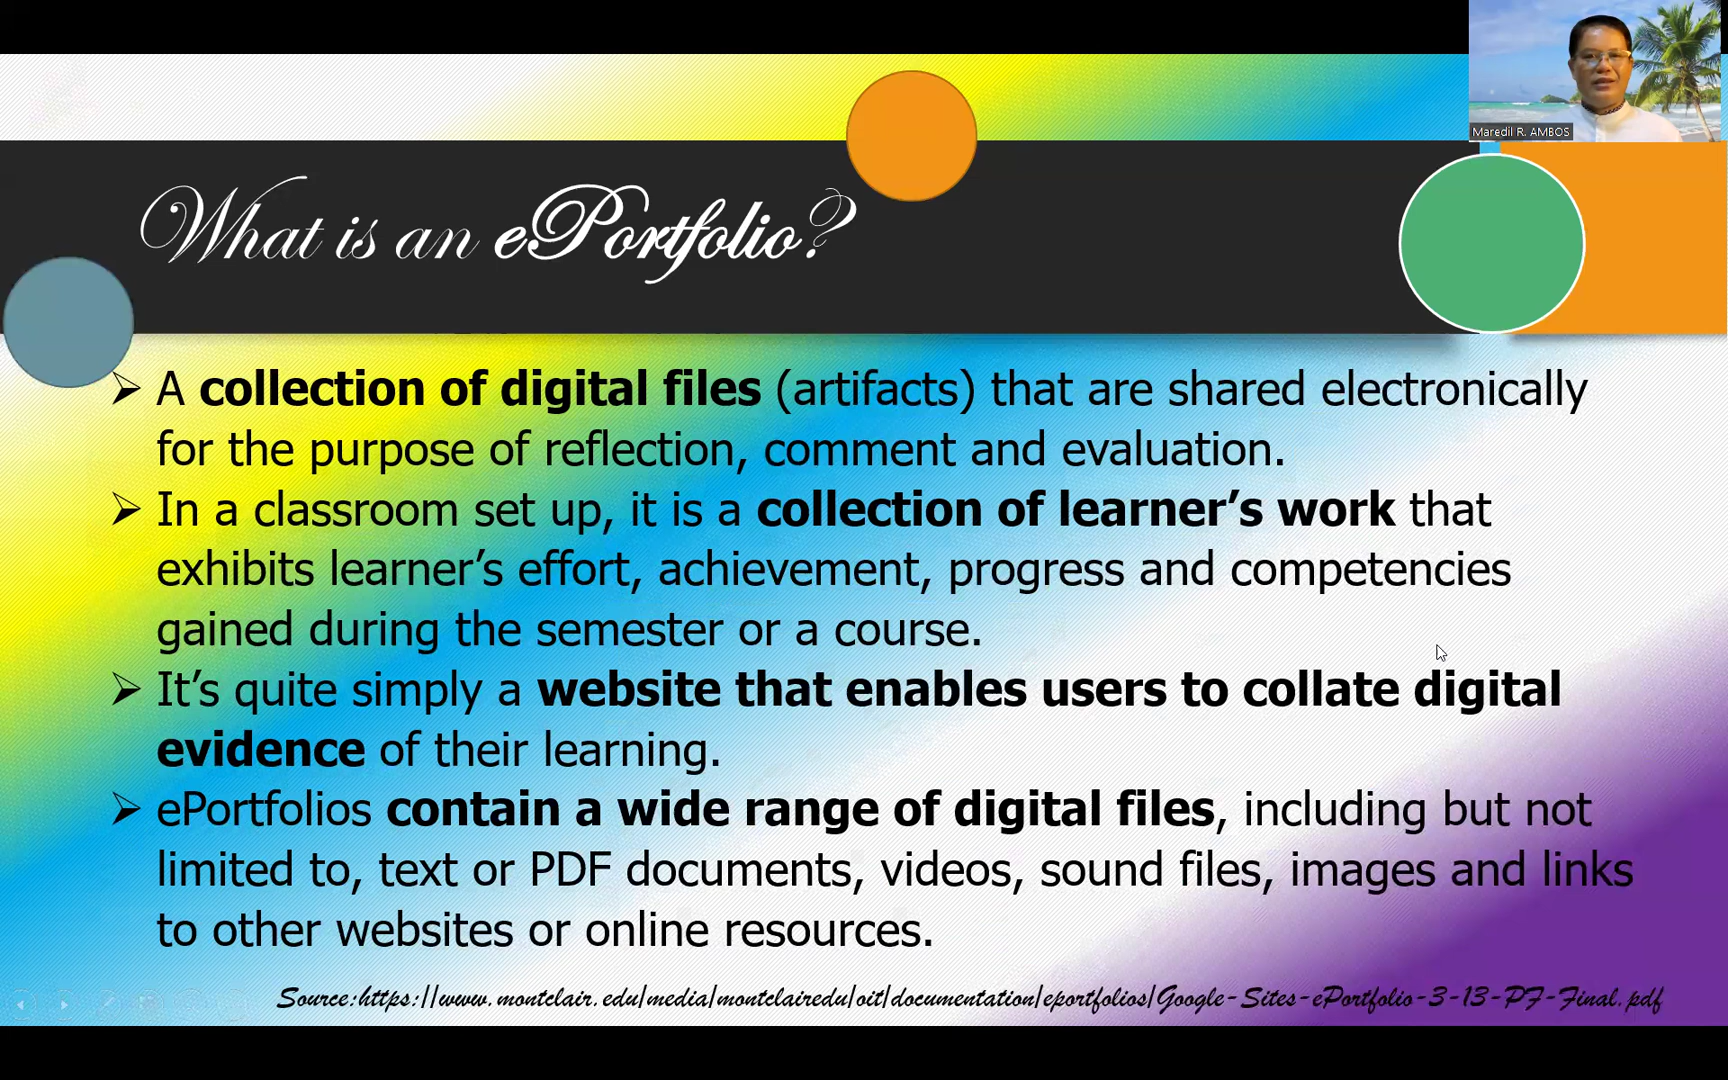 Maredil R. AMBOS
What is an ePortfolio?
➢ A collection of digital files (artifacts) that are shared electronically
for the purpose of reflection, comment and evaluation.
➢ In a classroom set up, it is a collection of learner’s work that
exhibits learner’s effort, achievement, progress and competencies
gained during the semester or a course.
➢ It’s quite simply a website that enables users to collate digital
evidence of their learning.
➢ ePortfolios contain a wide range of digital files, including but not
limited to, text or PDF documents, videos, sound files, images and links
to other websites or online resources.
Source:https://www.montclair.edu/media/montclairedu/oit/documentation/eportfolios/Google-Sites-ePortfolio-3-13-PF-Final.pdf